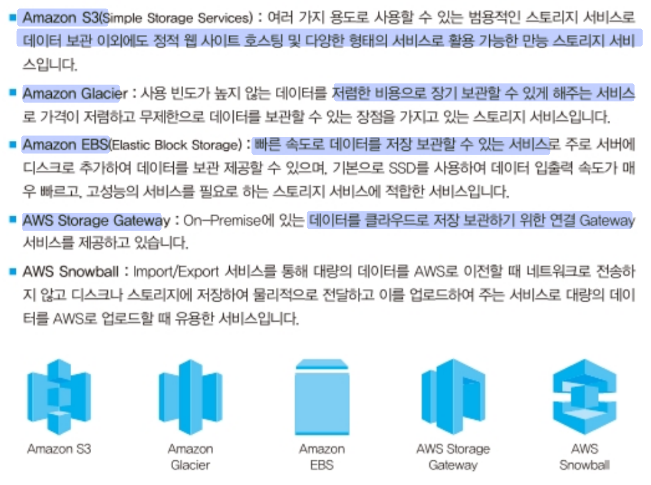 ■ Amazon S3(Simple Storage Services) : 여러 가지 용도로 사용할 수 있는 범용적인 스토리지 서비스로
데이터 보관 이외에도 정적 웹 사이트 호스팅 및 다양한 형태의 서비스로 활용 가능한 만능 스토리지 서비
스입니다.
■ Amazon Glacier : 사용 빈도가 높지 않는 데이터를 저렴한 비용으로 장기 보관할 수 있게 해주는 서비스
로 가격이 저렴하고 무제한으로 데이터를 보관할 수 있는 장점을 가지고 있는 스토리지 서비스입니다.
■ Amazon EBS(Elastic Block Storage) : 빠른 속도로 데이터를 저장 보관할 수 있는 서비스로 주로 서버에
디스크로 추가하여 데이터를 보관 제공할 수 있으며, 기본으로 SSD를 사용하여 데이터 입출력 속도가 매
우 빠르고, 고성능의 서비스를 필요로 하는 스토리지 서비스에 적합한 서비스입니다.
■ AWS Storage Gateway : On-Premise에 있는 데이터를 클라우드로 저장 보관하기 위한 연결 Gateway
서비스를 제공하고 있습니다.
■ AWS Snowball : Import/Export 서비스를 통해 대량의 데이터를 AWS로 이전할 때 네트워크로 전송하
지 않고 디스크나 스토리지에 저장하여 물리적으로 전달하고 이를 업로드하여 주는 서비스로 대량의 데이
터를 AWS로 업로드할 때 유용한 서비스입니다.
Amazon S3
Amazon
Glacier
Amazon
EBS
AWS Storage
Gateway
AWS
Snowball